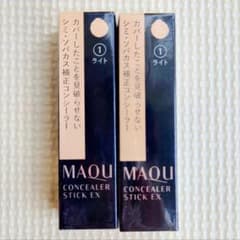 カバーしたことを見破らせない
シミ・ソバカス補正コンシーラー
1
ライト
MAQU
CONCEALER
STICK EX
カバーしたことを見破らせない
シミ・ソバカス補正コンシーラー
1
ライト
MAQU
CONCEALER
STICK EX